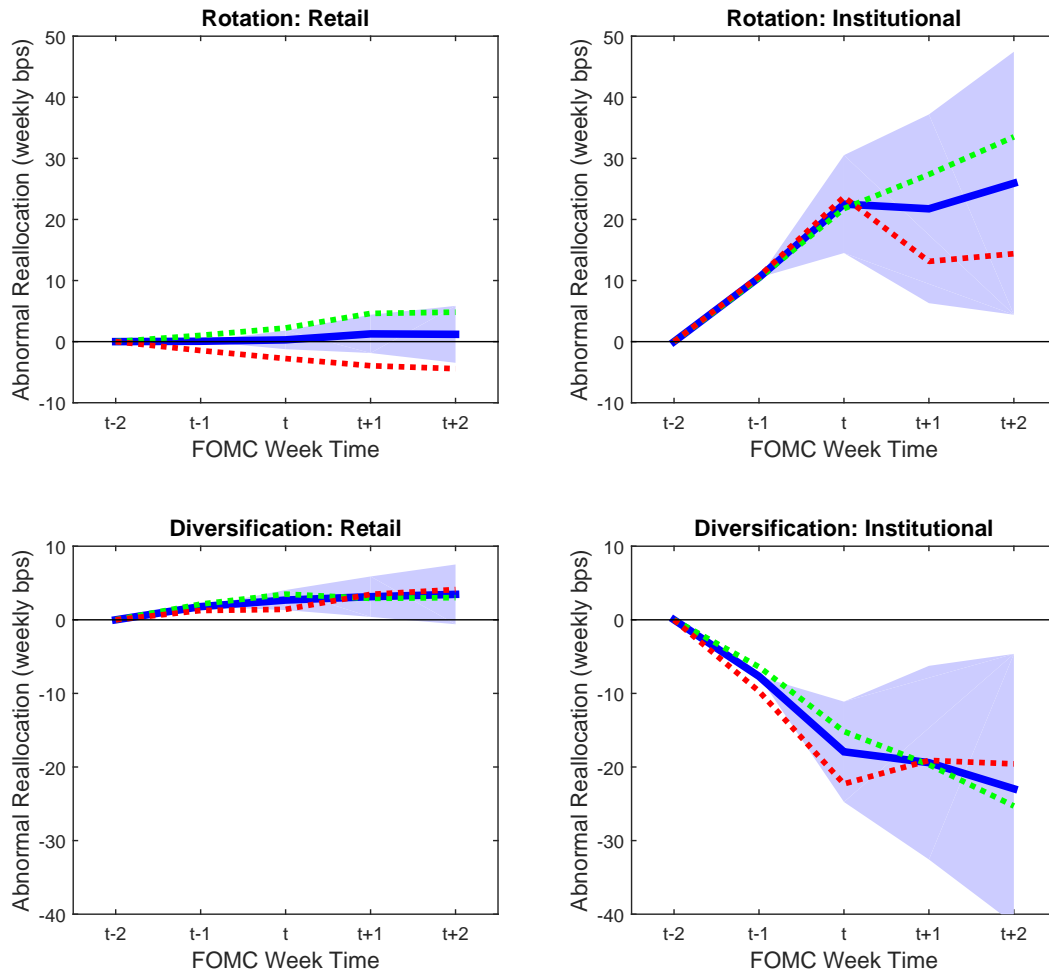 Rotation: Retail
Abnormal Reallocation (weekly bps)
50
40
30
20
10
0
-10
t-2 t-1 t t+1 t+2
FOMC Week Time
Rotation: Institutional
Abnormal Reallocation (weekly bps)
50
40
30
20
10
0
-10
t-2 t-1 t t+1 t+2
FOMC Week Time
Diversification: Retail
Abnormal Reallocation (weekly bps)
10
0
-10
-20
-30
-40
t-2 t-1 t t+1 t+2
FOMC Week Time
Diversification: Institutional
Abnormal Reallocation (weekly bps)
10
0
-10
-20
-30
-40
t-2 t-1 t t+1 t+2
FOMC Week Time